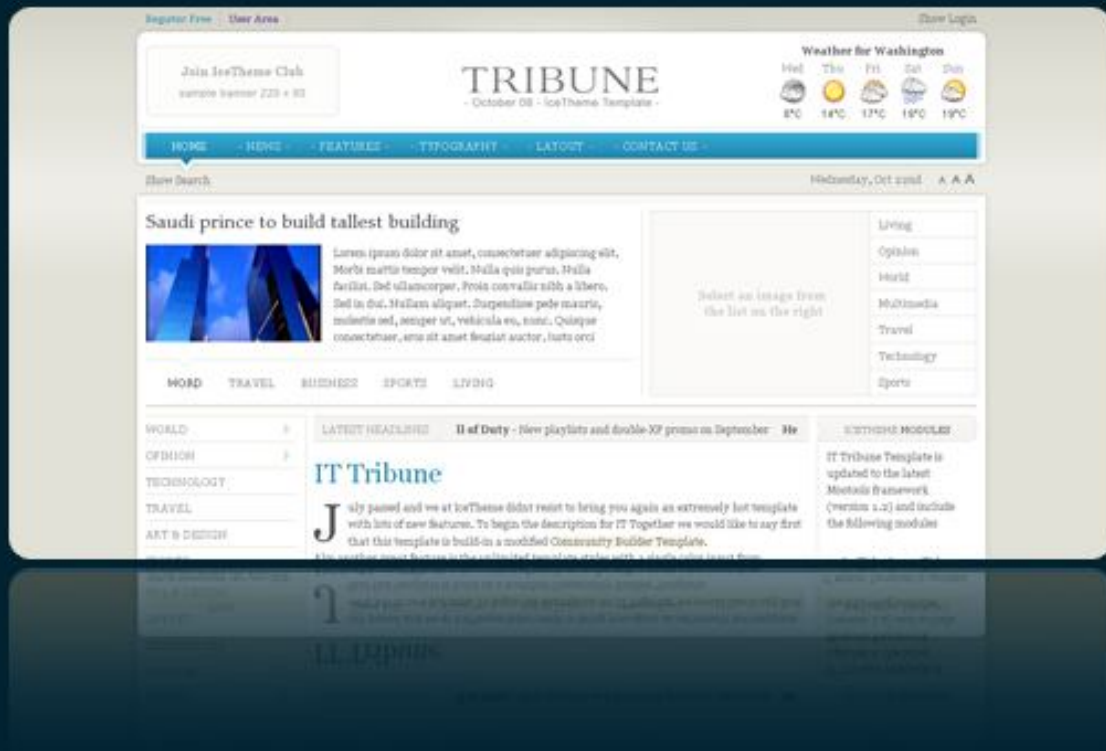 Register Free User Area
Show Login
Join IceTheme Club
sample banner 220 x 80
TRIBUNE
- October 08 - IceTheme Template -
Weather for Washington
Wed Thu Fri Sat Sun
8°C 14°C 17°C 19°C 19°C
HOME - NEWS - - FEATURES - - TYPOGRAPHY - - LAYOUT - - CONTACT US -
Show Search
Wednesday, Oct 22nd A A A
Saudi prince to build tallest building
Lorem ipsum dolor sit amet, consectetuer adipiscing elit.
Morbi mattis tempor velit. Nulla quis purus. Nulla
facilisi. Sed ullamcorper. Proin convallis nibh a libero.
Sed in dui. Nullam aliquet. Suspendisse pede mauris,
molestie sed, semper ut, vehicula eu, nunc. Quisque
consectetuer, eros sit amet feugiat auctor, justo orci
Select an image from
the list on the right
Living
Opinion
World
Multimedia
Travel
Technology
Sports
WORD TRAVEL BUSINESS SPORTS LIVING
WORLD
OPINION
TECHNOLOGY
TRAVEL
ART & DESIGN
LATEST HEADLINES ll of Duty - New playlists and double-XP promo on September He
IT Tribune
July passed and we at IceTheme didnt resist to bring you again an extremely hot template
with lots of new features. To begin the description for IT Together we would like to say first
that this template is build-in a modified Community Builder Template.
ICETHEME MODULES
IT Tribune Template is
updated to the latest
Mootools framework
(version 1.2) and include
the following modules